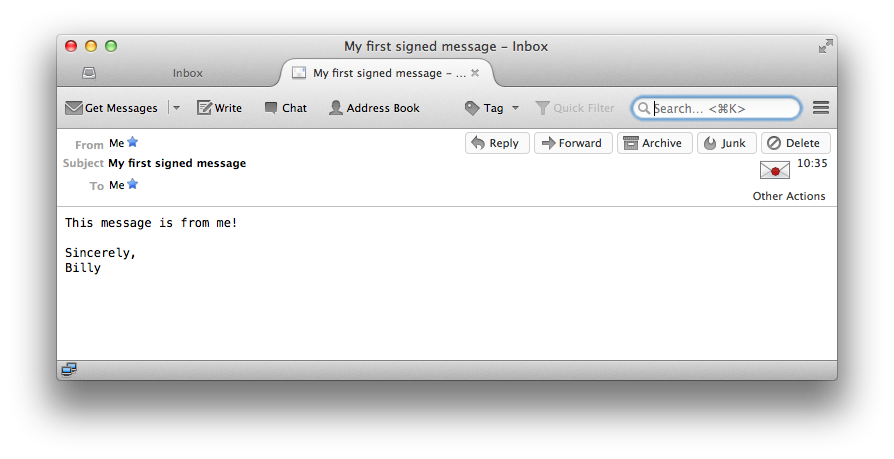 My first signed message – Inbox
Inbox
My first signed message – ...
Get Messages
Write
Chat
Address Book
Tag
Quick Filter
Search... <⌘K>
From Me
Reply
Forward
Archive
Junk
Delete
Subject My first signed message
10:35
To Me
Other Actions
This message is from me!
Sincerely,
Billy